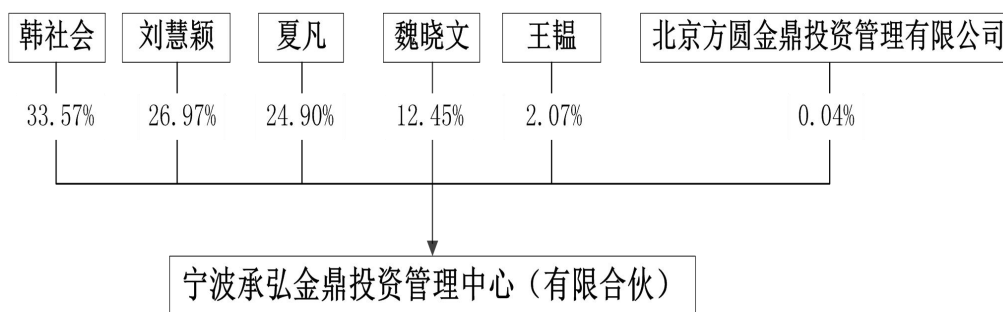 韩社会 刘慧颖 夏凡 魏晓文 王韫 北京方圆金鼎投资管理有限公司
33.57% 26.97% 24.90% 12.45% 2.07% 0.04%
宁波承弘金鼎投资管理中心（有限合伙）